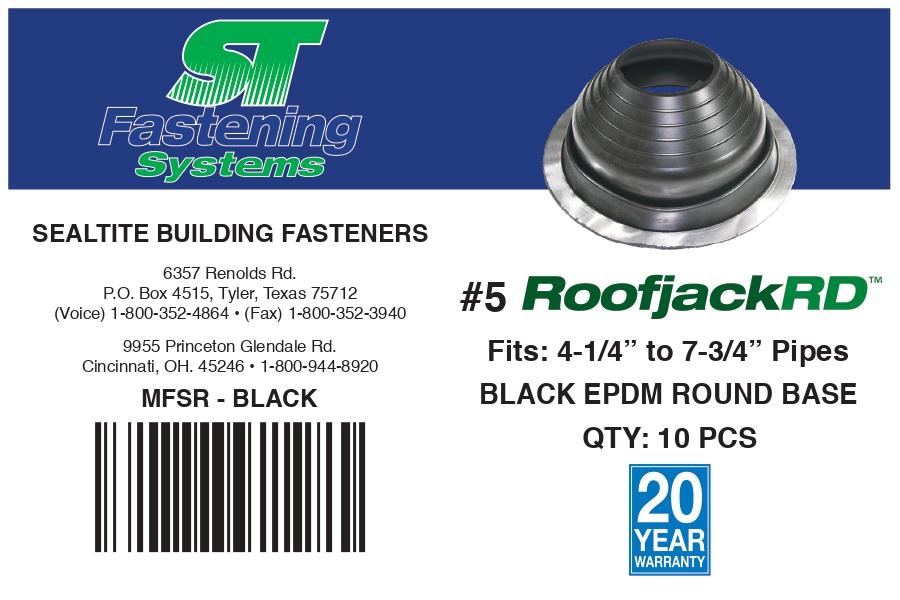 ST
Fastening
Systems
SEALTITE BUILDING FASTENERS
6357 Renolds Rd.
P.O. Box 4515, Tyler, Texas 75712
(Voice) 1-800-352-4864 • (Fax) 1-800-352-3940
9955 Princeton Glendale Rd.
Cincinnati, OH. 45246 • 1-800-944-8920
MFSR - BLACK
#5 RoofjackRD™
Fits: 4-1/4” to 7-3/4” Pipes
BLACK EPDM ROUND BASE
QTY: 10 PCS
20
YEAR
WARRANTY